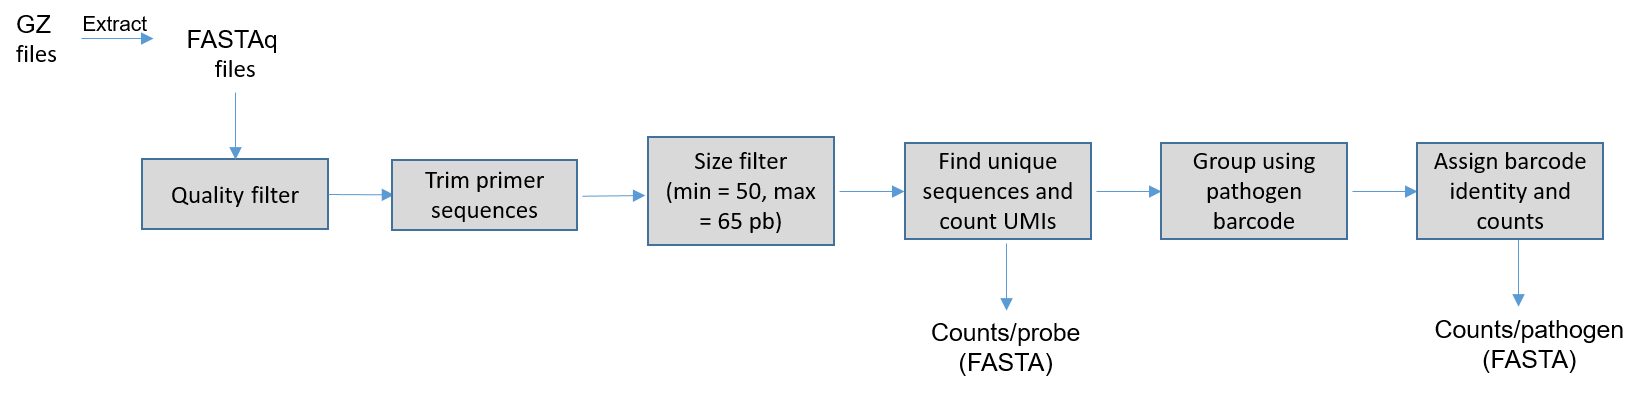 GZ
files
Extract
FASTAq
files
Quality filter
Trim primer
sequences
Size filter
(min = 50, max
= 65 pb)
Find unique
sequences and
count UMIs
Group using
pathogen
barcode
Assign barcode
identity and
counts
Counts/probe
(FASTA)
Counts/pathogen
(FASTA)